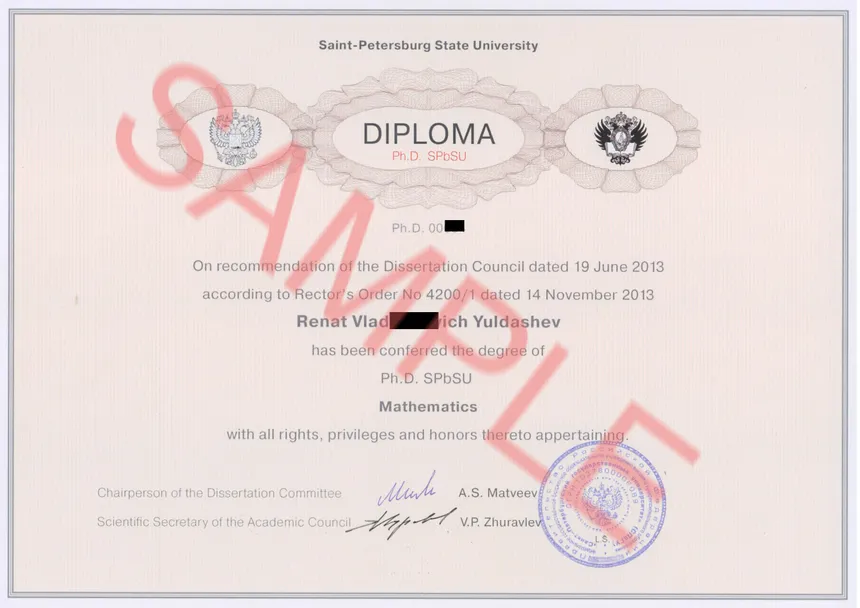 Saint-Petersburg State University
DIPLOMA
Ph.D. SPbSU
Ph.D. 00
On recommendation of the Dissertation Council dated 19 June 2013
according to Rector's Order No 4200/1 dated 14 November 2013
Renat Vlad vich Yuldashev
has been conferred the degree of
Ph.D. SPbSU
Mathematics
with all rights, privileges and honors thereto appertaining.
Chairperson of the Dissertation Committee A.S. Matveev
Scientific Secretary of the Academic Council V.P. Zhuravlev
L.S.
SAMPLE